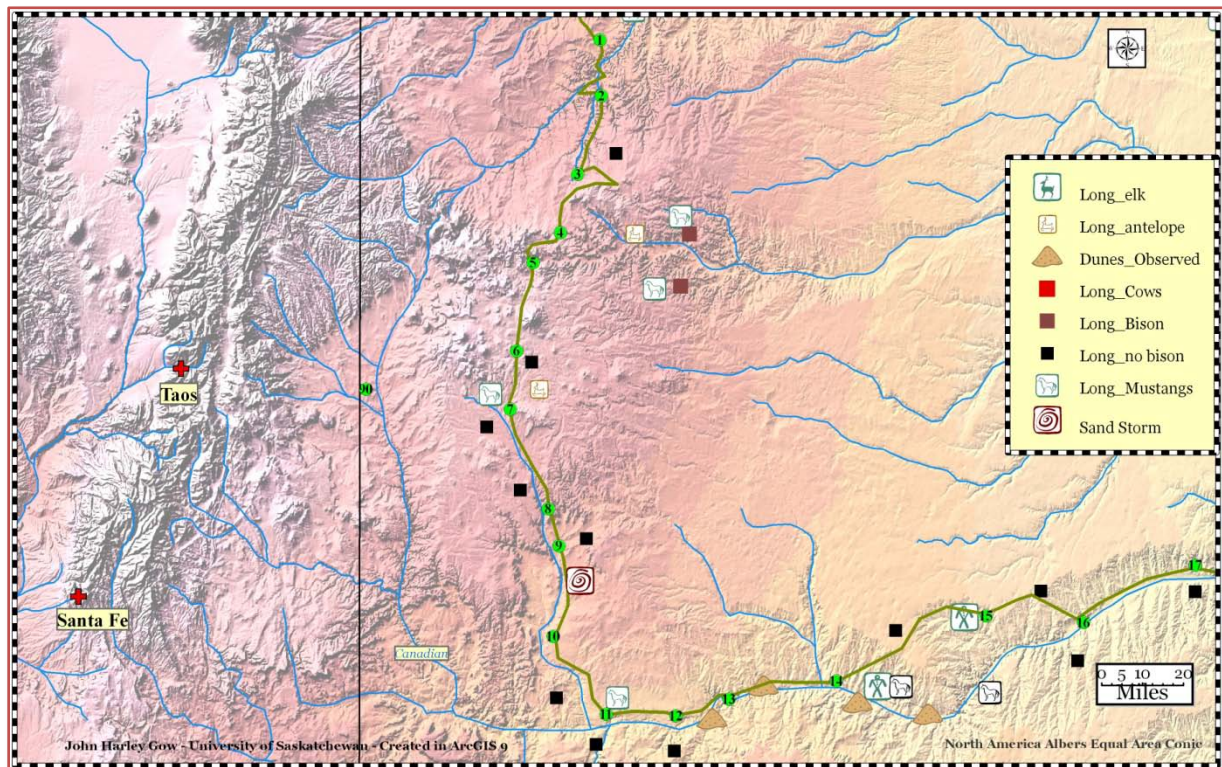 1
2
3
4
5
6
7
8
9
10
11
12
13
14
15
16
17
90
Taos
Santa Fe
Canadian
N
Long_elk
Long_antelope
Dunes_Observed
Long_Cows
Long_Bison
Long_no bison
Long_Mustangs
Sand Storm
0 5 10 20
Miles
John Harley Gow - University of Saskatchewan - Created in ArcGIS 9
North America Albers Equal Area Conic